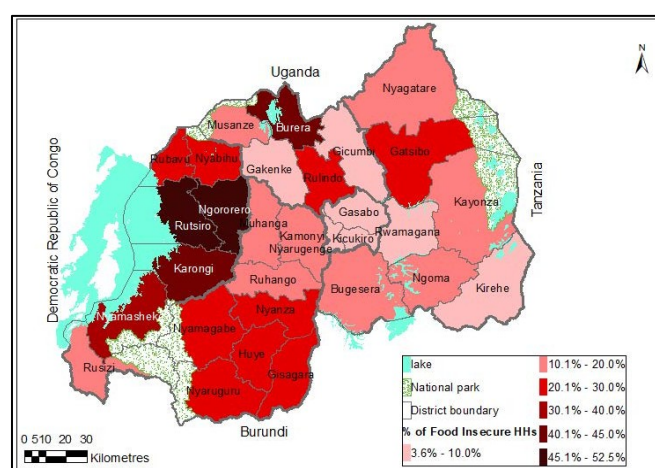 Uganda
N
Nyagatare
Musanze
Burera
Rubavu
Nyabihu
Gakenke
Gicumbi
Gatsibo
Rulindo
Democratic Republic of Congo
Tanzania
Ngororero
Rutsiro
Gasabo
Kayonza
Rwamagana
Kamonyi
Kicukiro
Nyarugenge
Karongi
Ruhango
Bugesera
Ngoma
Kirehe
Nyamashek
Nyamagabe
Nyanza
Rusizi
Huye
Nyaruguru
Gisagara
Burundi
0 5 10 20 30
Kilometres
lake
National park
District boundary
% of Food Insecure HHs
3.6% - 10.0%
10.1% - 20.0%
20.1% - 30.0%
30.1% - 40.0%
40.1% - 45.0%
45.1% - 52.5%